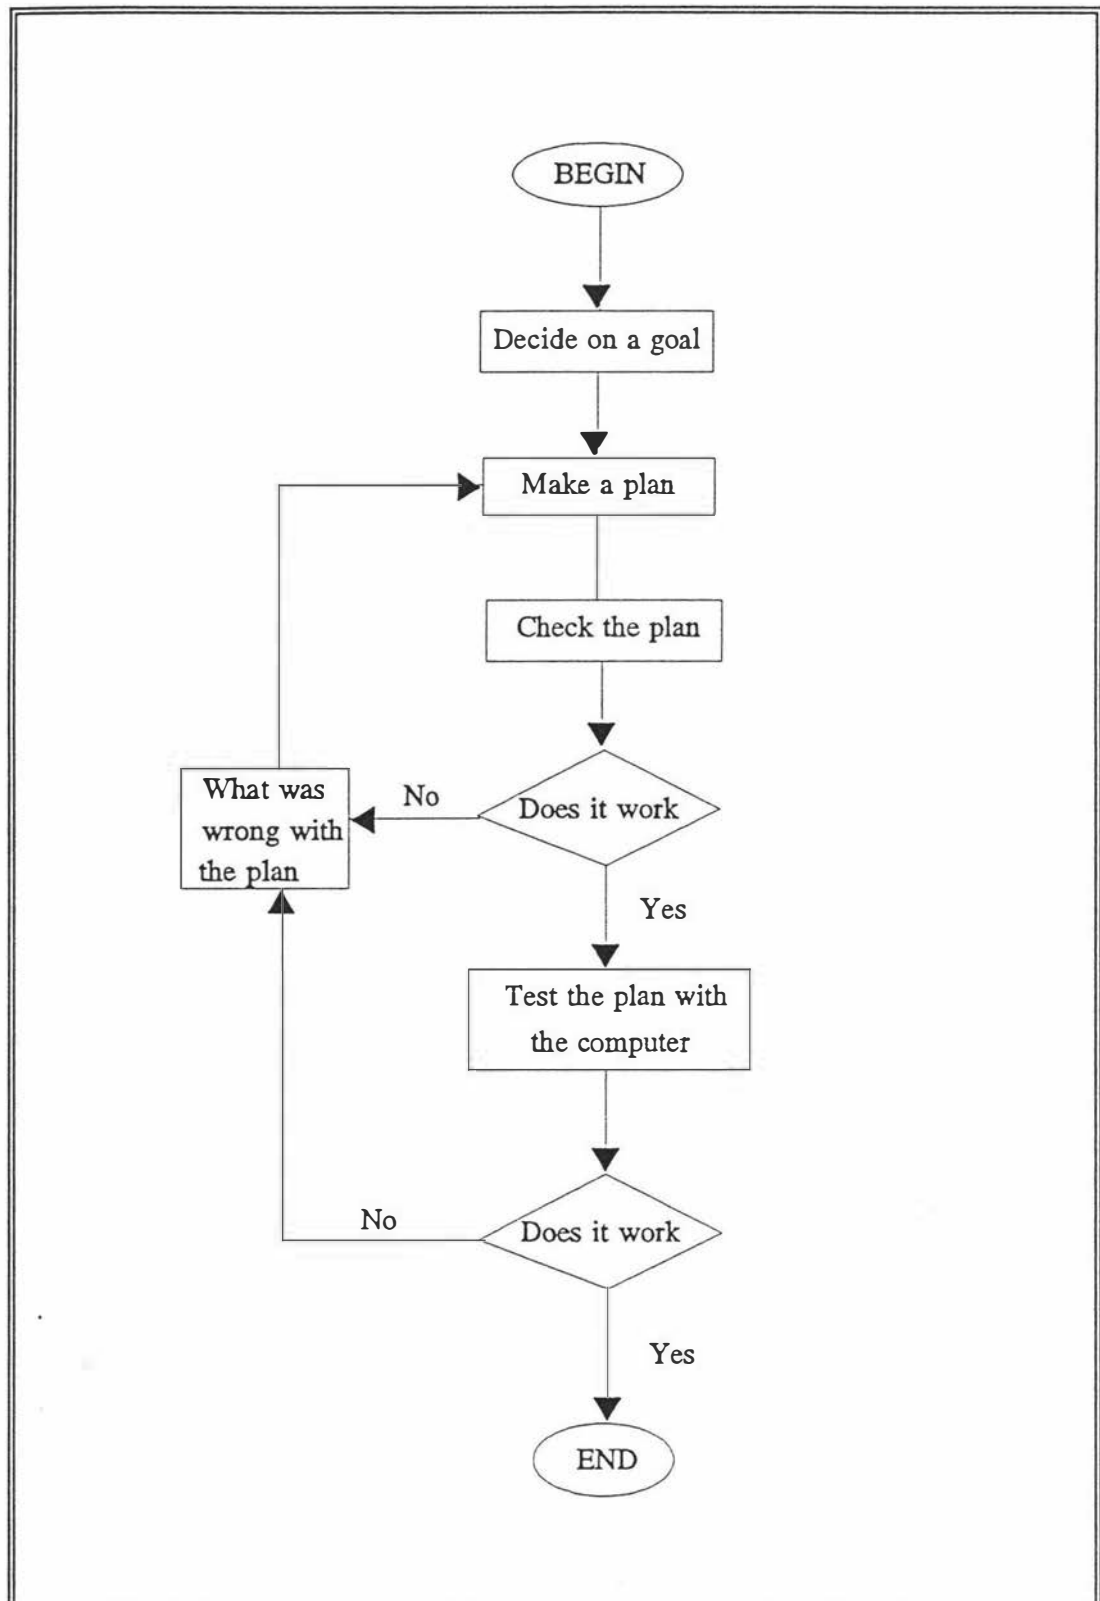 BEGIN
Decide on a goal
Make a plan
Check the plan
Does it work
No
What was
wrong with
the plan
Yes
Test the plan with
the computer
Does it work
No
Yes
END